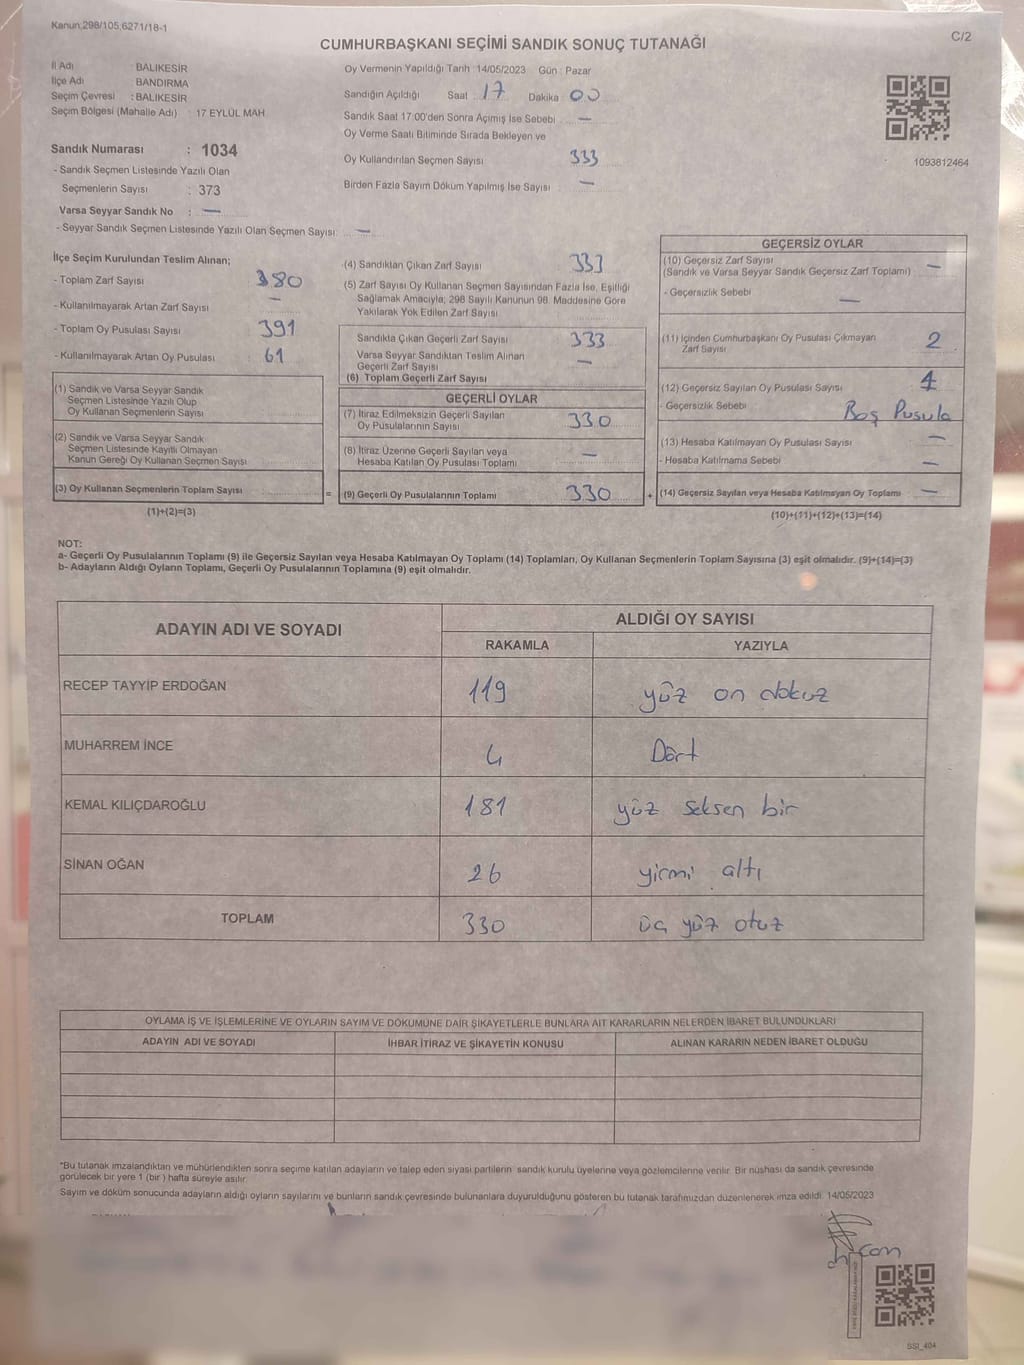 Kanun:298/105,6271/18-1
C/2
CUMHURBAŞKANI SEÇİMİ SANDIK SONUÇ TUTANAĞI
İl Adı : BALIKESİR
İlçe Adı : BANDIRMA
Seçim Çevresi : BALIKESİR
Seçim Bölgesi (Mahalle Adı) : 17 EYLÜL MAH
Sandık Numarası : 1034
- Sandık Seçmen Listesinde Yazılı Olan
Seçmenlerin Sayısı : 373
Varsa Seyyar Sandık No : —
- Seyyar Sandık Seçmen Listesinde Yazılı Olan Seçmen Sayısı: —
Oy Vermenin Yapıldığı Tarih :14/05/2023 Gün : Pazar
Sandığın Açıldığı Saat : 17 Dakika 00
Sandık Saat 17:00'den Sonra Açımış İse Sebebi —
Oy Verme Saati Bitiminde Sırada Bekleyen ve
Oy Kullandırılan Seçmen Sayısı 333
Birden Fazla Sayım Döküm Yapılmış İse Sayısı —
1093812464
İlçe Seçim Kurulundan Teslim Alınan;
- Toplam Zarf Sayısı : 380
- Kullanılmayarak Artan Zarf Sayısı : —
- Toplam Oy Pusulası Sayısı : 391
- Kullanılmayarak Artan Oy Pusulası : 61
(1) Sandık ve Varsa Seyyar Sandık
Seçmen Listesinde Yazılı Olup
Oy Kullanan Seçmenlerin Sayısı
(2) Sandık ve Varsa Seyyar Sandık
Seçmen Listesinde Kayıtlı Olmayan
Kanun Gereği Oy Kullanan Seçmen Sayısı
(3) Oy Kullanan Seçmenlerin Toplam Sayısı
=
(1)+(2)=(3)
(4) Sandıktan Çıkan Zarf Sayısı 333
(5) Zarf Sayısı Oy Kullanan Seçmen Sayısından Fazla İse, Eşitliği
Sağlamak Amacıyla; 298 Sayılı Kanunun 98. Maddesine Göre
Yakılarak Yok Edilen Zarf Sayısı
Sandıkta Çıkan Geçerli Zarf Sayısı 333
Varsa Seyyar Sandıktan Teslim Alınan
Geçerli Zarf Sayısı —
(6) Toplam Geçerli Zarf Sayısı
GEÇERLİ OYLAR
(7) İtiraz Edilmeksizin Geçerli Sayılan
Oy Pusulalarının Sayısı 330
(8) İtiraz Üzerine Geçerli Sayılan veya
Hesaba Katılan Oy Pusulası Toplamı —
(9) Geçerli Oy Pusulalarının Toplamı 330
+
GEÇERSİZ OYLAR
(10) Geçersiz Zarf Sayısı
(Sandık ve Varsa Seyyar Sandık Geçersiz Zarf Toplamı) —
- Geçersizlik Sebebi —
(11) İçinden Cumhurbaşkanı Oy Pusulası Çıkmayan
Zarf Sayısı 2
(12) Geçersiz Sayılan Oy Pusulası Sayısı
- Geçersizlik Sebebi Boş Pusula
(13) Hesaba Katılmayan Oy Pusulası Sayısı —
- Hesaba Katılmama Sebebi —
(14) Geçersiz Sayılan veya Hesaba Katılmayan Oy Toplamı —
(10)+(11)+(12)+(13)=(14)
NOT:
a- Geçerli Oy Pusulalarının Toplamı (9) ile Geçersiz Sayılan veya Hesaba Katılmayan Oy Toplamı (14) Toplamları, Oy Kullanan Seçmenlerin Toplam Sayısına (3) eşit olmalıdır. (9)+(14)=(3)
b- Adayların Aldığı Oyların Toplamı, Geçerli Oy Pusulalarının Toplamına (9) eşit olmalıdır.
ADAYIN ADI VE SOYADI
ALDIĞI OY SAYISI
RAKAMLA YAZIYLA
RECEP TAYYİP ERDOĞAN 119 yüz on dokuz
MUHARREM İNCE 4 Dört
KEMAL KILIÇDAROĞLU 181 yüz seksen bir
SİNAN OĞAN 26 yirmi altı
TOPLAM 330 üç yüz otuz
OYLAMA İŞ VE İŞLEMLERİNE VE OYLARIN SAYIM VE DÖKÜMÜNE DAİR ŞİKAYETLERLE BUNLARA AİT KARARLARIN NELERDEN İBARET BULUNDUKLARI
ADAYIN ADI VE SOYADI İHBAR İTİRAZ VE ŞİKAYETİN KONUSU ALINAN KARARIN NEDEN İBARET OLDUĞU
*Bu tutanak imzalandıktan ve mühürlendikten sonra seçime katılan adayların ve talep eden siyasi partilerin sandık kurulu üyelerine veya gözlemcilerine verilir. Bir nüshası da sandık çevresinde
görülecek bir yere 1 (bir ) hafta süreyle asılır.
Sayım ve döküm sonucunda adayların aldığı oyların sayılarını ve bunların sandık çevresinde bulunanlara duyurulduğunu gösteren bu tutanak tarafımızdan düzenlenerek imza edildi. 14/05/2023
SSI_404